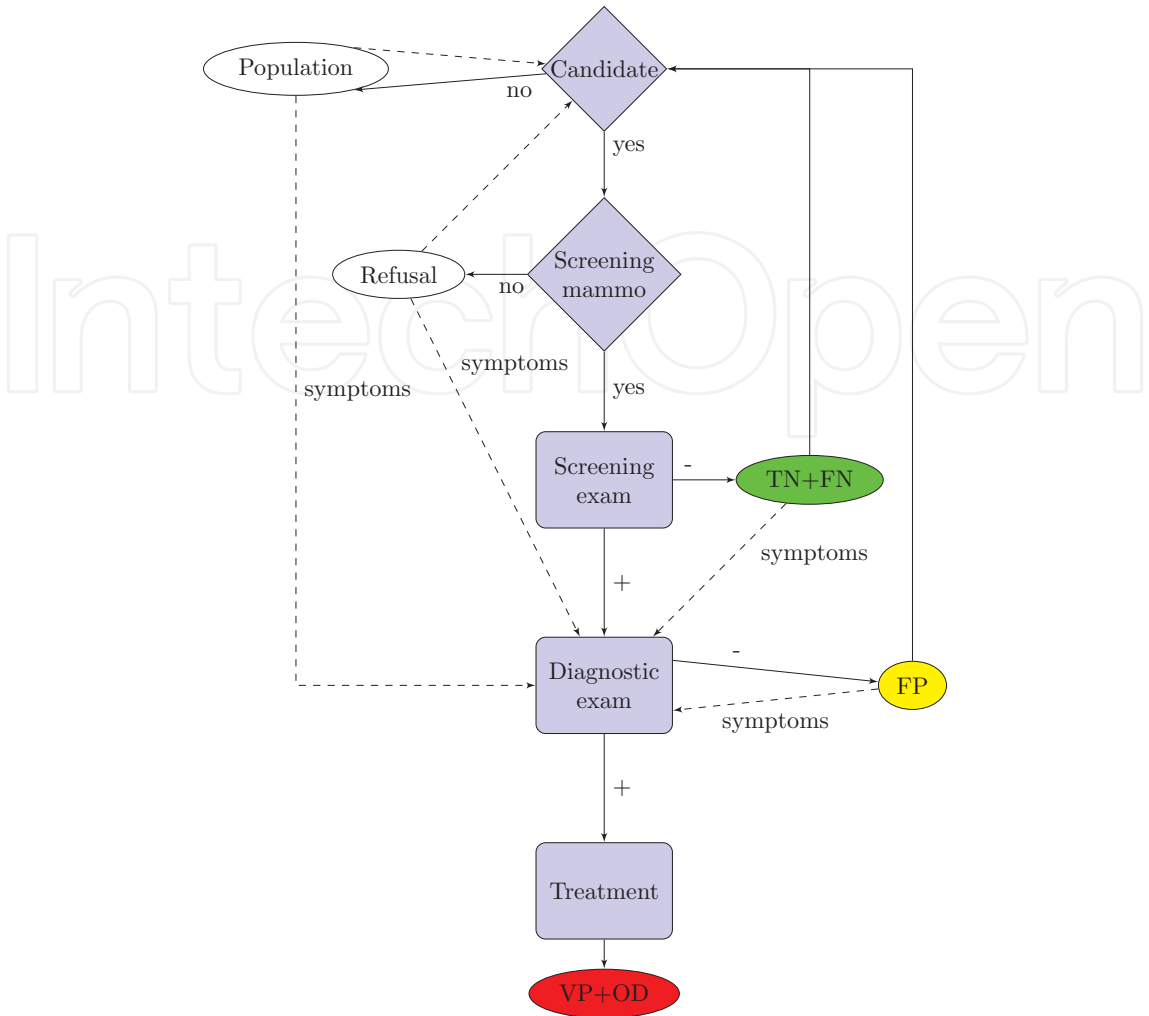 Population
Candidate
no
yes
Refusal
Screening
mammo
no
symptoms
symptoms
yes
Screening
exam
-
TN+FN
symptoms
+
Diagnostic
exam
-
FP
symptoms
+
Treatment
VP+OD
IntechOpen